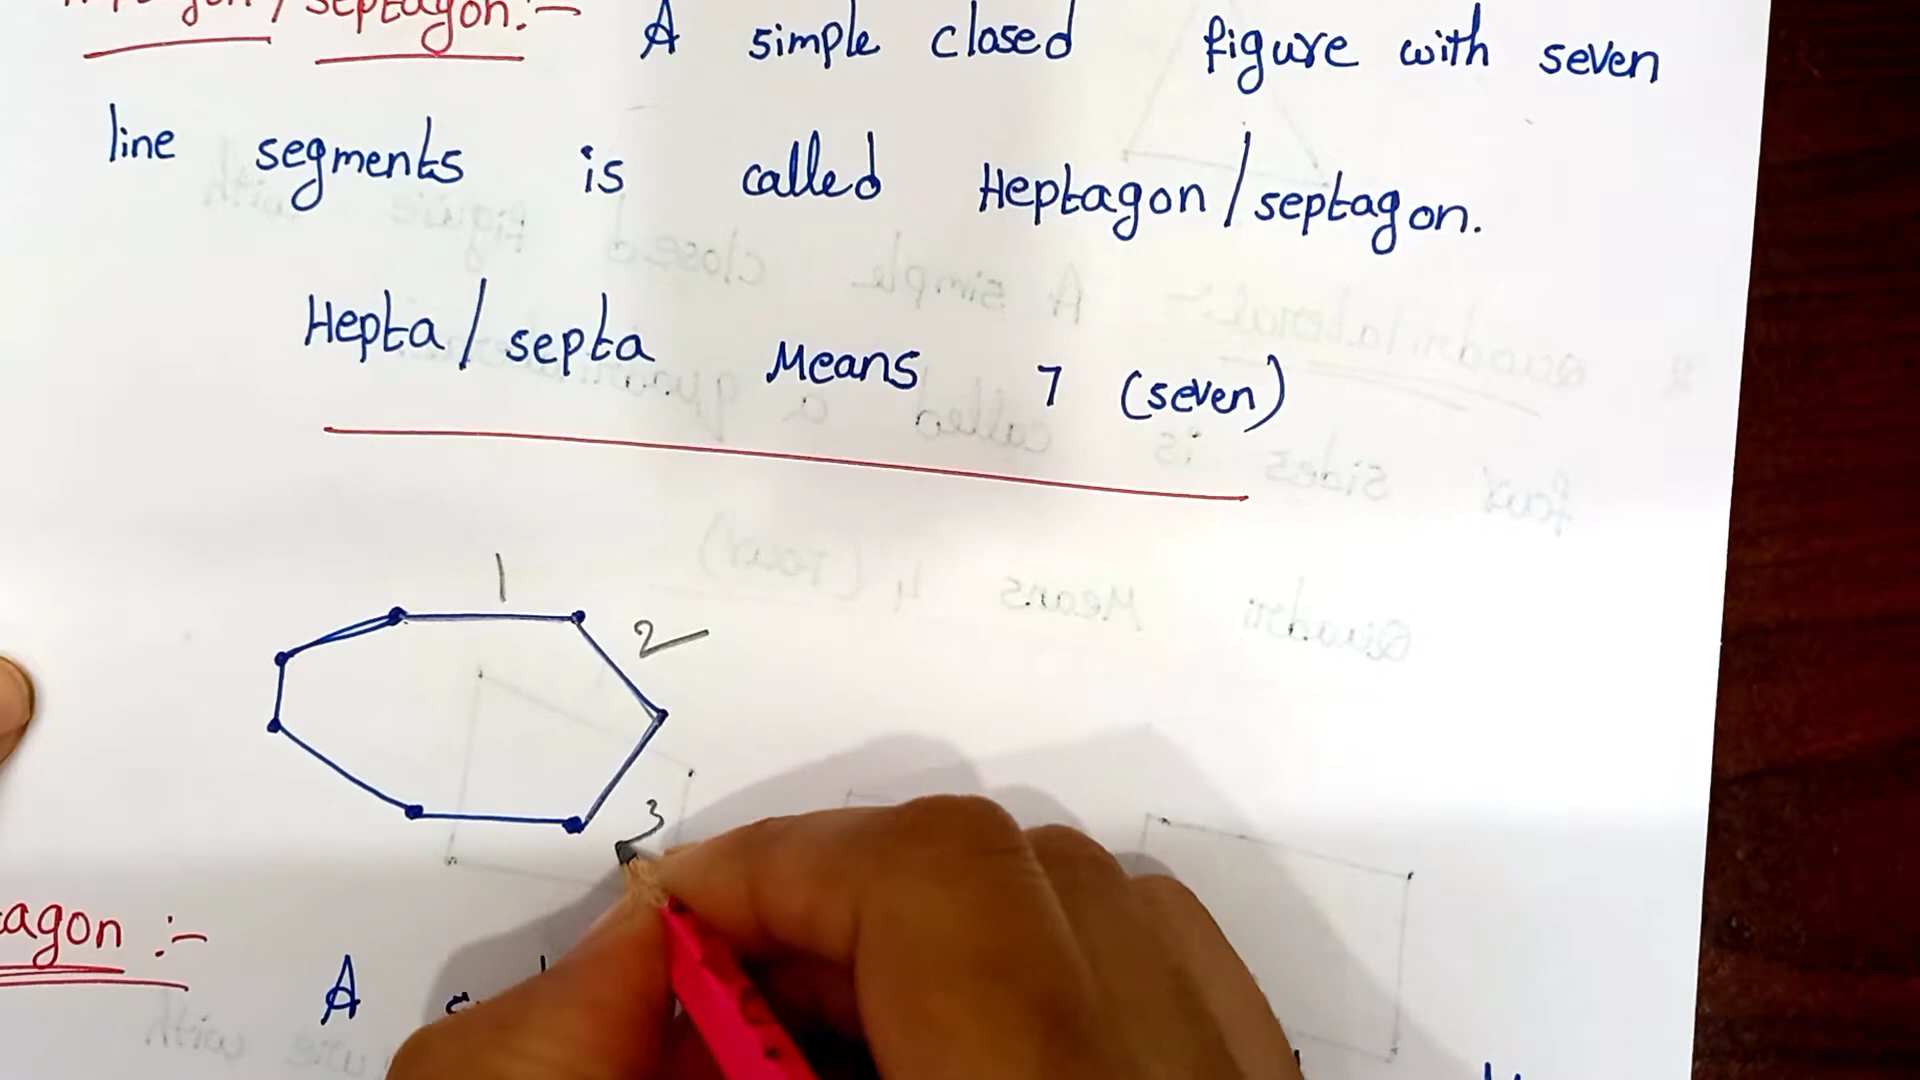 septagon:- A simple closed figure with seven
line segments is called Heptagon/septagon.
Hepta/septa Means 7 (seven)
1
2
3
agon :-
A